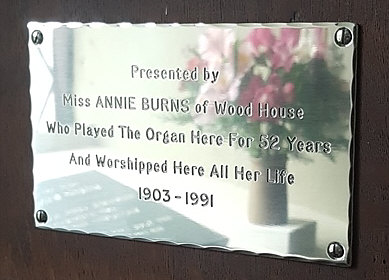 Presented by
Miss ANNIE BURNS of Wood House
Who Played The Organ Here For 52 Years
And Worshipped Here All Her Life
1903 - 1991